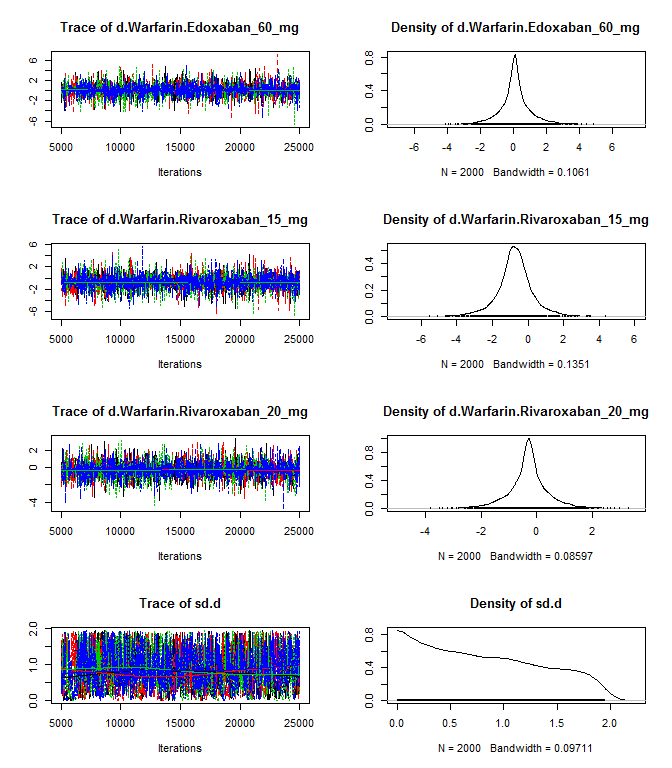 Trace of d.Warfarin.Edoxaban_60_mg
6
2
-2
-6
5000 10000 15000 20000 25000
Iterations
Density of d.Warfarin.Edoxaban_60_mg
0.8
0.4
0.0
-6 -4 -2 0 2 4 6
N = 2000 Bandwidth = 0.1061
Trace of d.Warfarin.Rivaroxaban_15_mg
6
2
-2
-6
5000 10000 15000 20000 25000
Iterations
Density of d.Warfarin.Rivaroxaban_15_mg
0.4
0.2
0.0
-6 -4 -2 0 2 4 6
N = 2000 Bandwidth = 0.1351
Trace of d.Warfarin.Rivaroxaban_20_mg
2
0
-4
5000 10000 15000 20000 25000
Iterations
Density of d.Warfarin.Rivaroxaban_20_mg
0.8
0.4
0.0
-4 -2 0 2
N = 2000 Bandwidth = 0.08597
Trace of sd.d
2.0
1.0
0.0
5000 10000 15000 20000 25000
Iterations
Density of sd.d
0.8
0.4
0.0
0.0 0.5 1.0 1.5 2.0
N = 2000 Bandwidth = 0.09711